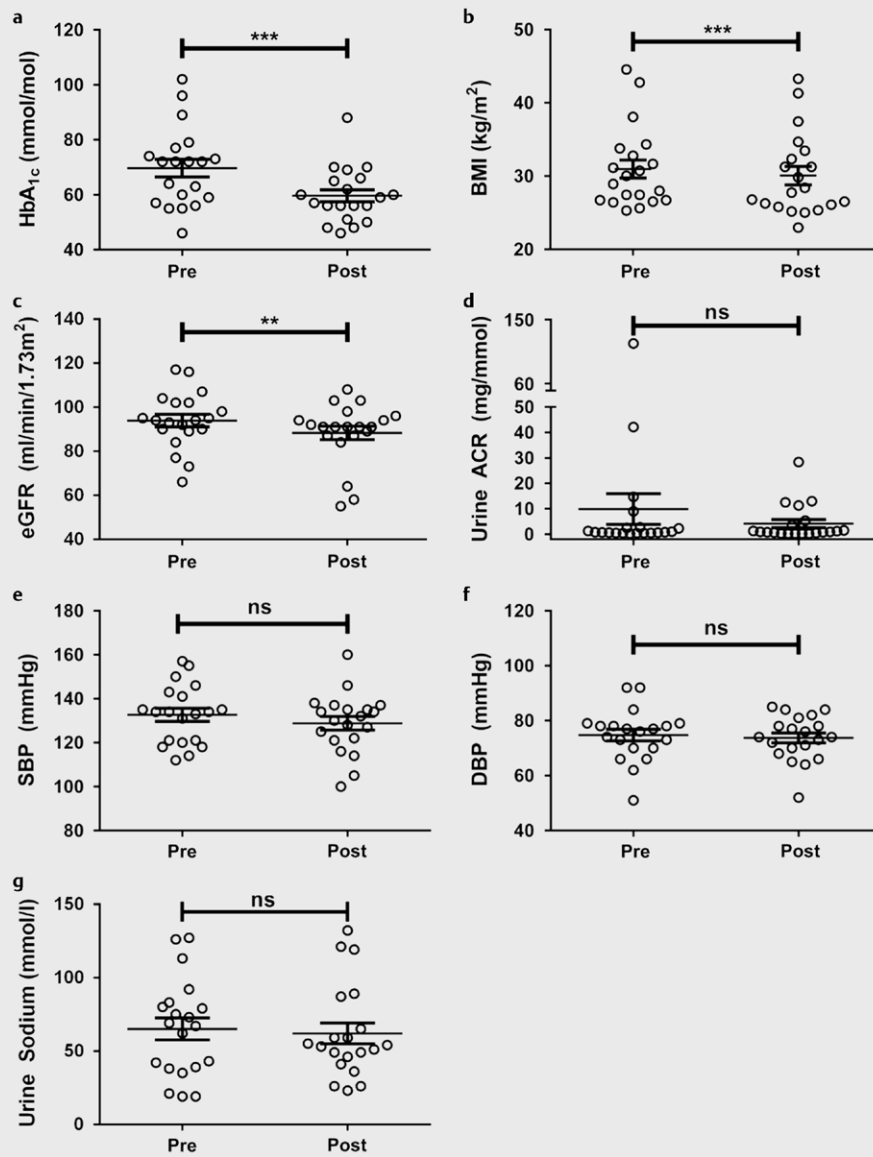 a
HbA1c (mmol/mol)
120
100
80
60
40
***
Pre
Post
b
BMI (kg/m²)
50
40
30
20
***
Pre
Post
c
eGFR (ml/min/1.73m²)
140
120
100
80
60
40
**
Pre
Post
d
Urine ACR (mg/mmol)
150
60
50
40
30
20
10
0
ns
Pre
Post
e
SBP (mmHg)
180
160
140
120
100
80
ns
Pre
Post
f
DBP (mmHg)
120
100
80
60
40
ns
Pre
Post
g
Urine Sodium (mmol/l)
150
100
50
0
ns
Pre
Post